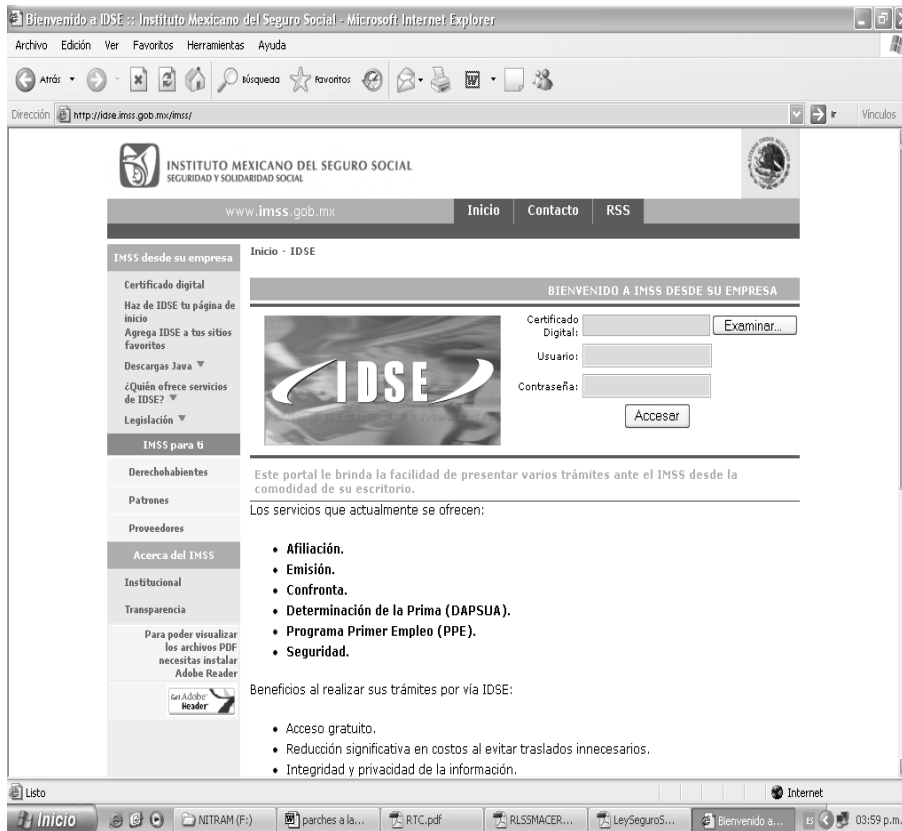 Bienvenido a IDSE :: Instituto Mexicano del Seguro Social - Microsoft Internet Explorer
Archivo Edición Ver Favoritos Herramientas Ayuda
Atrás Búsqueda Favoritos
Dirección http://idse.imss.gob.mx/imss/ Ir Vínculos
INSTITUTO MEXICANO DEL SEGURO SOCIAL
SEGURIDAD Y SOLIDARIDAD SOCIAL
www.imss.gob.mx Inicio Contacto RSS
IMSS desde su empresa
Certificado digital
Haz de IDSE tu página de
inicio
Agrega IDSE a tus sitios
favoritos
Descargas Java
¿Quién ofrece servicios
de IDSE?
Legislación
IMSS para ti
Derechohabientes
Patrones
Proveedores
Acerca del IMSS
Institucional
Transparencia
Para poder visualizar
los archivos PDF
necesitas instalar
Adobe Reader
Get Adobe
Reader
Inicio - IDSE
BIENVENIDO A IMSS DESDE SU EMPRESA
IDSE
Certificado
Digital: Examinar...
Usuario:
Contraseña:
Accesar
Este portal le brinda la facilidad de presentar varios trámites ante el IMSS desde la
comodidad de su escritorio.
Los servicios que actualmente se ofrecen:
• Afiliación.
• Emisión.
• Confronta.
• Determinación de la Prima (DAPSUA).
• Programa Primer Empleo (PPE).
• Seguridad.
Beneficios al realizar sus trámites por vía IDSE:
• Acceso gratuito.
• Reducción significativa en costos al evitar traslados innecesarios.
• Integridad y privacidad de la información.
Listo Internet
Inicio NITRAM (F:) parches a la... RTC.pdf RLSSMACER... LeySeguroS... Bienvenido a... ES 03:59 p.m.